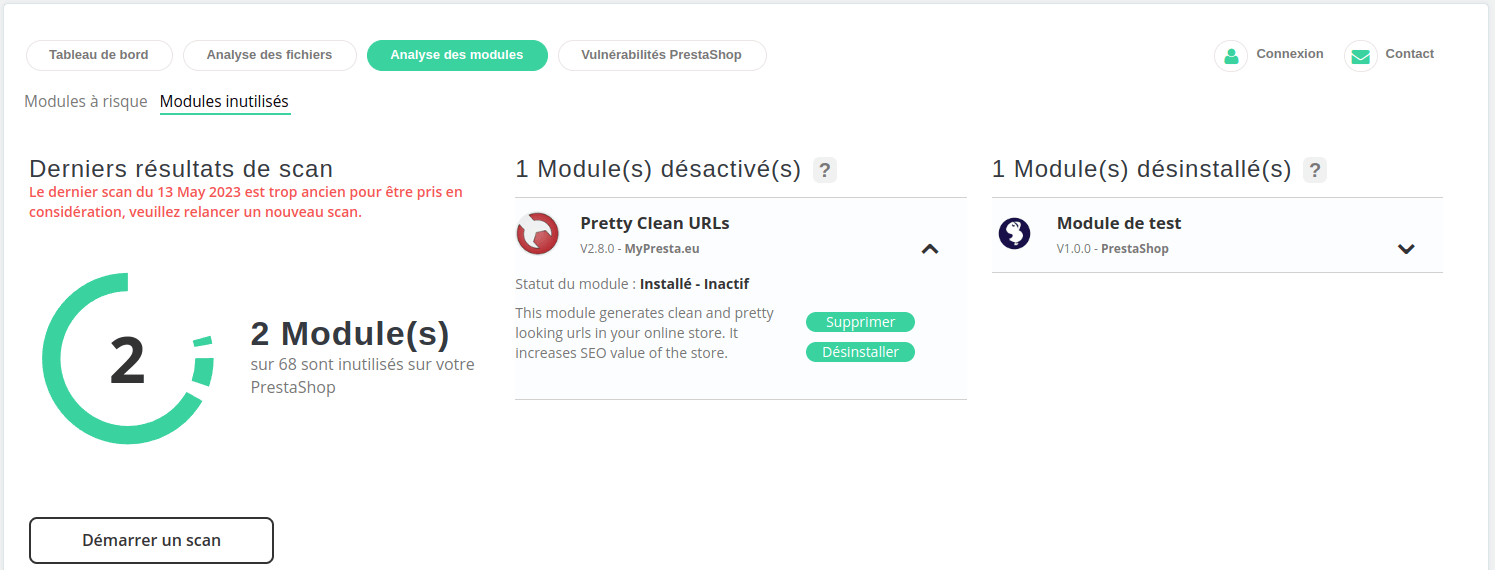 Tableau de bord
Analyse des fichiers
Analyse des modules
Vulnérabilités PrestaShop
Connexion
Contact
Modules à risque
Modules inutilisés
Derniers résultats de scan
Le dernier scan du 13 May 2023 est trop ancien pour être pris en
considération, veuillez relancer un nouveau scan.
2
2 Module(s)
sur 68 sont inutilisés sur votre
PrestaShop
Démarrer un scan
1 Module(s) désactivé(s) ?
Pretty Clean URLs
V2.8.0 - MyPresta.eu
Statut du module : Installé - Inactif
This module generates clean and pretty
looking urls in your online store. It
increases SEO value of the store.
Supprimer
Désinstaller
1 Module(s) désinstallé(s) ?
Module de test
V1.0.0 - PrestaShop